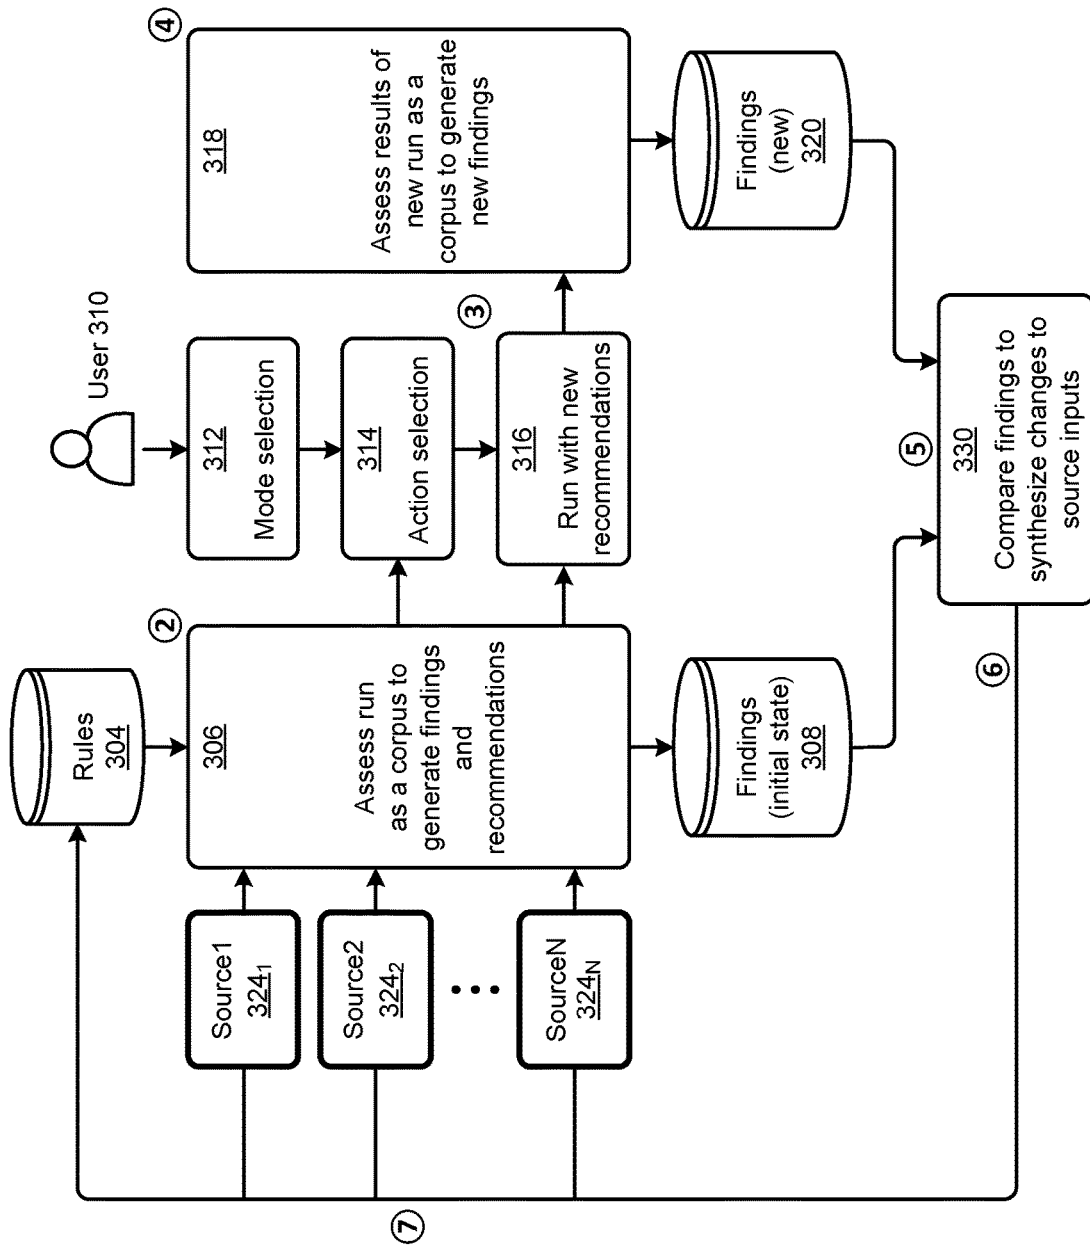 Rules
304
User 310
②
④
306
Assess run
as a corpus to
generate findings
and
recommendations
312
Mode selection
314
Action selection
③
316
Run with new
recommendations
318
Assess results of
new run as a
corpus to generate
new findings
Source1
324₁
Source2
324₂
SourceN
324N
Findings
(initial state)
308
Findings
(new)
320
⑤
330
Compare findings to
synthesize changes to
source inputs
⑥
⑦